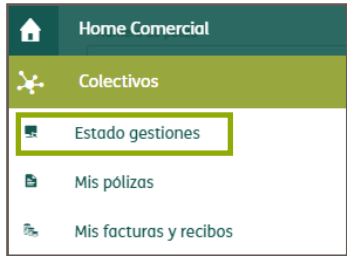 Home Comercial
Colectivos
Estado gestiones
Mis pólizas
Mis facturas y recibos